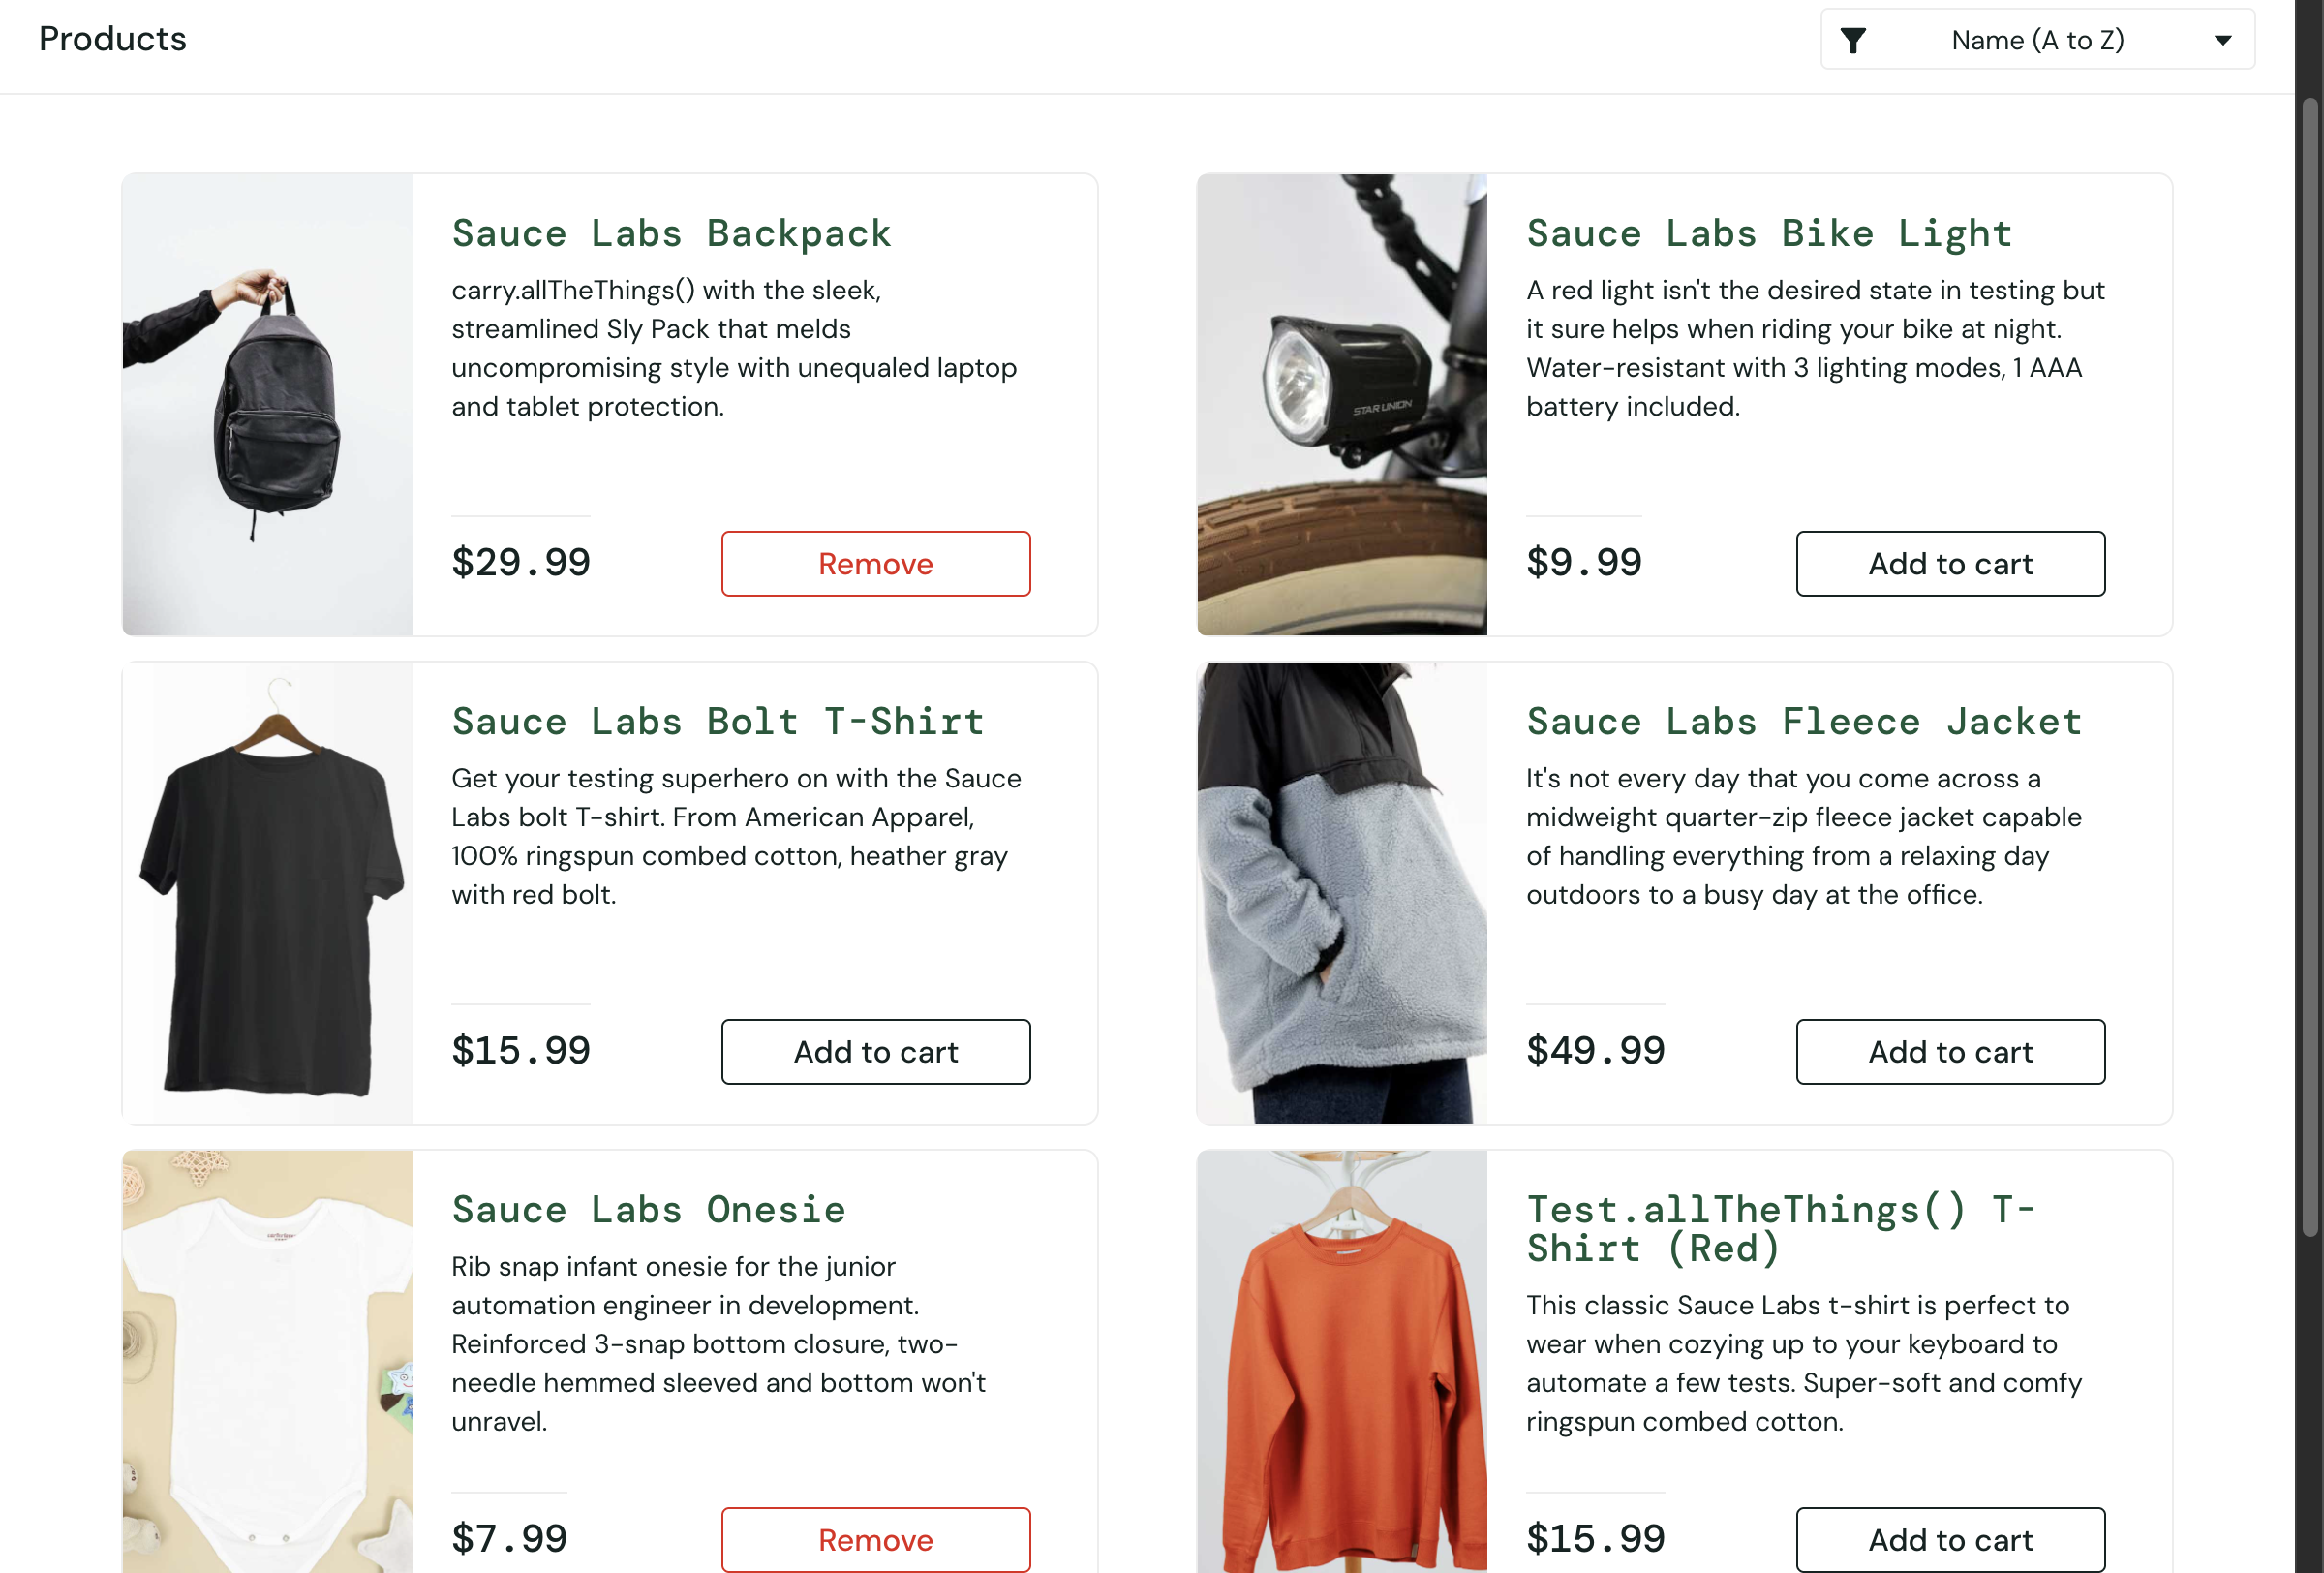 Products
Name (A to Z)
Sauce Labs Backpack
carry.allTheThings() with the sleek,
streamlined Sly Pack that melds
uncompromising style with unequaled laptop
and tablet protection.
$29.99
Remove
Sauce Labs Bike Light
A red light isn't the desired state in testing but
it sure helps when riding your bike at night.
Water-resistant with 3 lighting modes, 1 AAA
battery included.
STAR UNION
$9.99
Add to cart
Sauce Labs Bolt T-Shirt
Get your testing superhero on with the Sauce
Labs bolt T-shirt. From American Apparel,
100% ringspun combed cotton, heather gray
with red bolt.
$15.99
Add to cart
Sauce Labs Fleece Jacket
It's not every day that you come across a
midweight quarter-zip fleece jacket capable
of handling everything from a relaxing day
outdoors to a busy day at the office.
$49.99
Add to cart
Sauce Labs Onesie
Rib snap infant onesie for the junior
automation engineer in development.
Reinforced 3-snap bottom closure, two-
needle hemmed sleeved and bottom won't
unravel.
$7.99
Remove
Test.allTheThings() T-
Shirt (Red)
This classic Sauce Labs t-shirt is perfect to
wear when cozying up to your keyboard to
automate a few tests. Super-soft and comfy
ringspun combed cotton.
$15.99
Add to cart